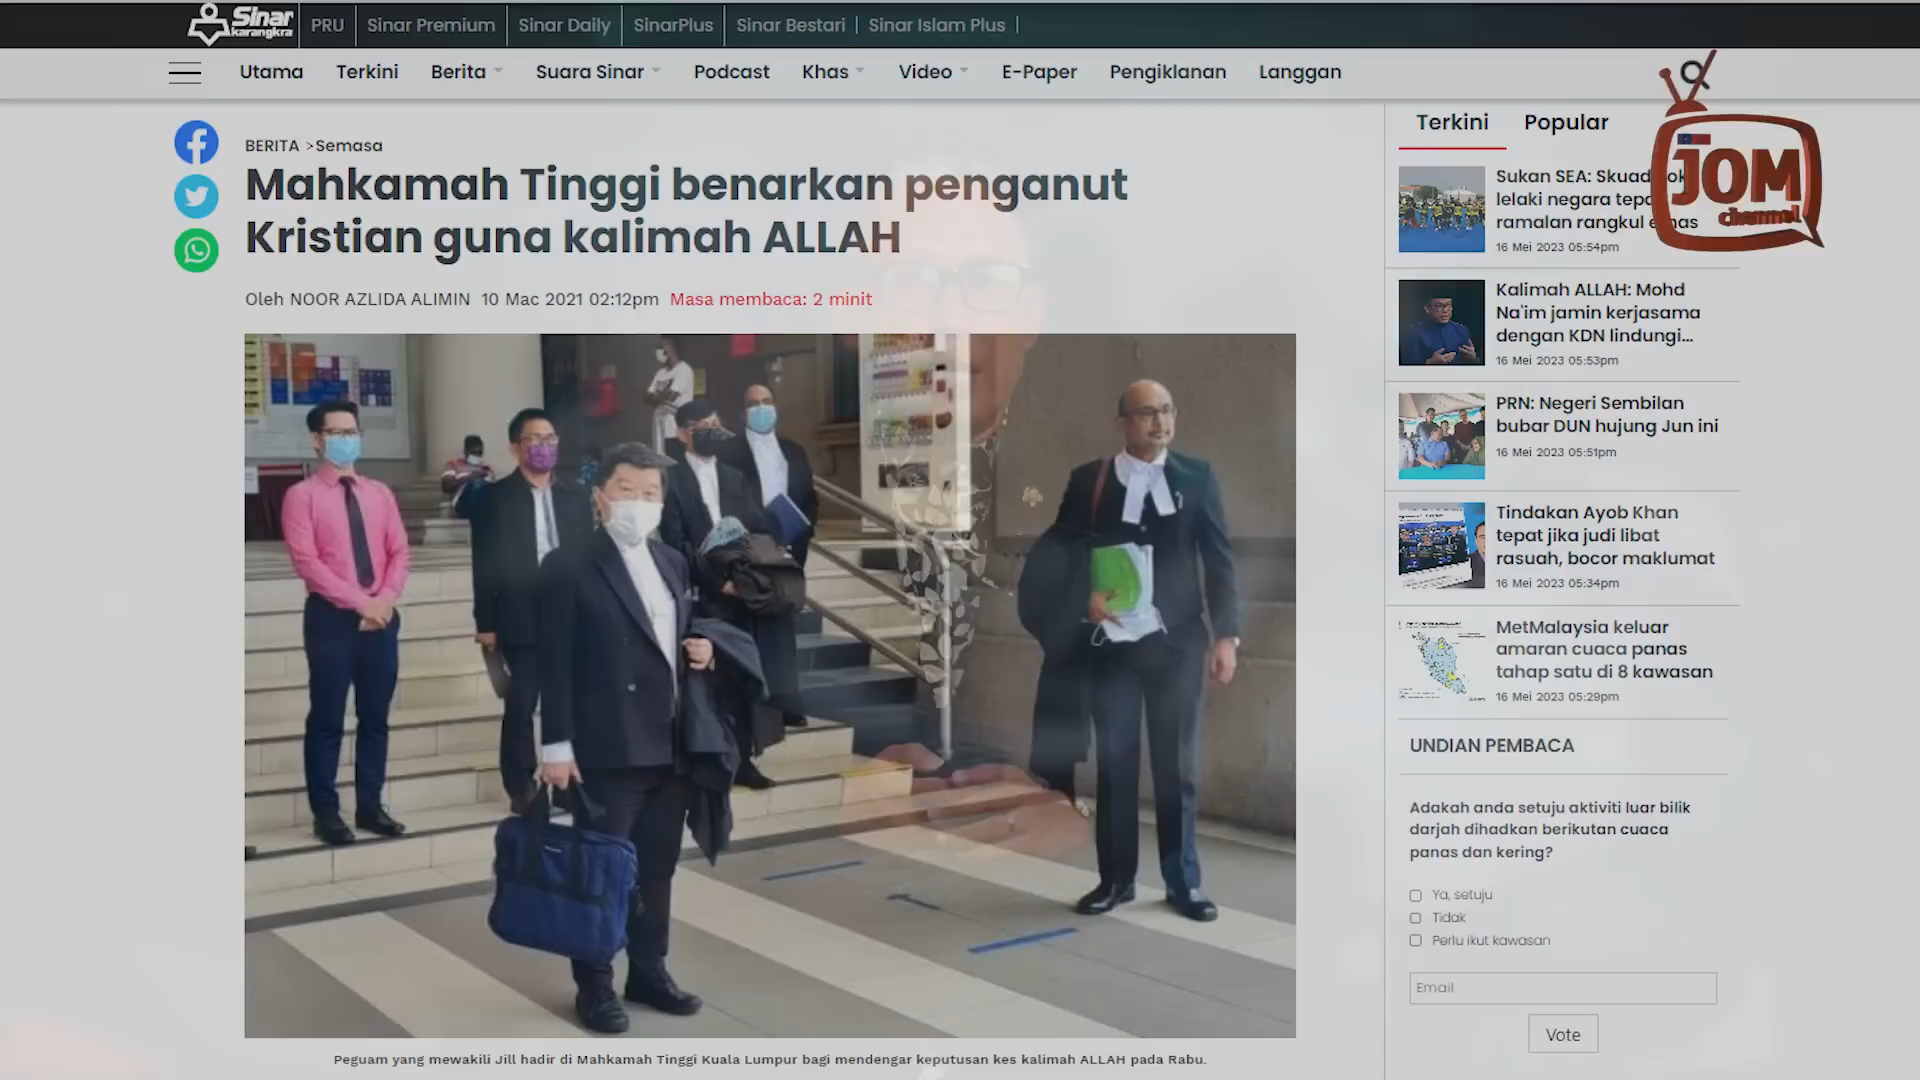 Sinar
karangkraf
PRU
Sinar Premium
Sinar Daily
SinarPlus
Sinar Bestari
Sinar Islam Plus
Utama
Terkini
Berita
Suara Sinar
Podcast
Khas
Video
E-Paper
Pengiklanan
Langgan
BERITA >Semasa
Mahkamah Tinggi benarkan penganut
Kristian guna kalimah ALLAH
Oleh NOOR AZLIDA ALIMIN 10 Mac 2021 02:12pm Masa membaca: 2 minit
Peguam yang mewakili Jill hadir di Mahkamah Tinggi Kuala Lumpur bagi mendengar keputusan kes kalimah ALLAH pada Rabu.
Terkini
Popular
JOM
channel
Sukan SEA: Skuad
lelaki negara
ramalan rangkul
16 Mei 2023 05:54pm
Kalimah ALLAH: Mohd
Na'im jamin kerjasama
dengan KDN lindungi...
16 Mei 2023 05:53pm
PRN: Negeri Sembilan
bubar DUN hujung Jun ini
16 Mei 2023 05:51pm
Tindakan Ayob Khan
tepat jika judi libat
rasuah, bocor maklumat
16 Mei 2023 05:34pm
MetMalaysia keluar
amaran cuaca panas
tahap satu di 8 kawasan
16 Mei 2023 05:29pm
UNDIAN PEMBACA
Adakah anda setuju aktiviti luar bilik
darjah dihadkan berikutan cuaca
panas dan kering?
Ya, setuju
Tidak
Perlu ikut kawasan
Email
Vote